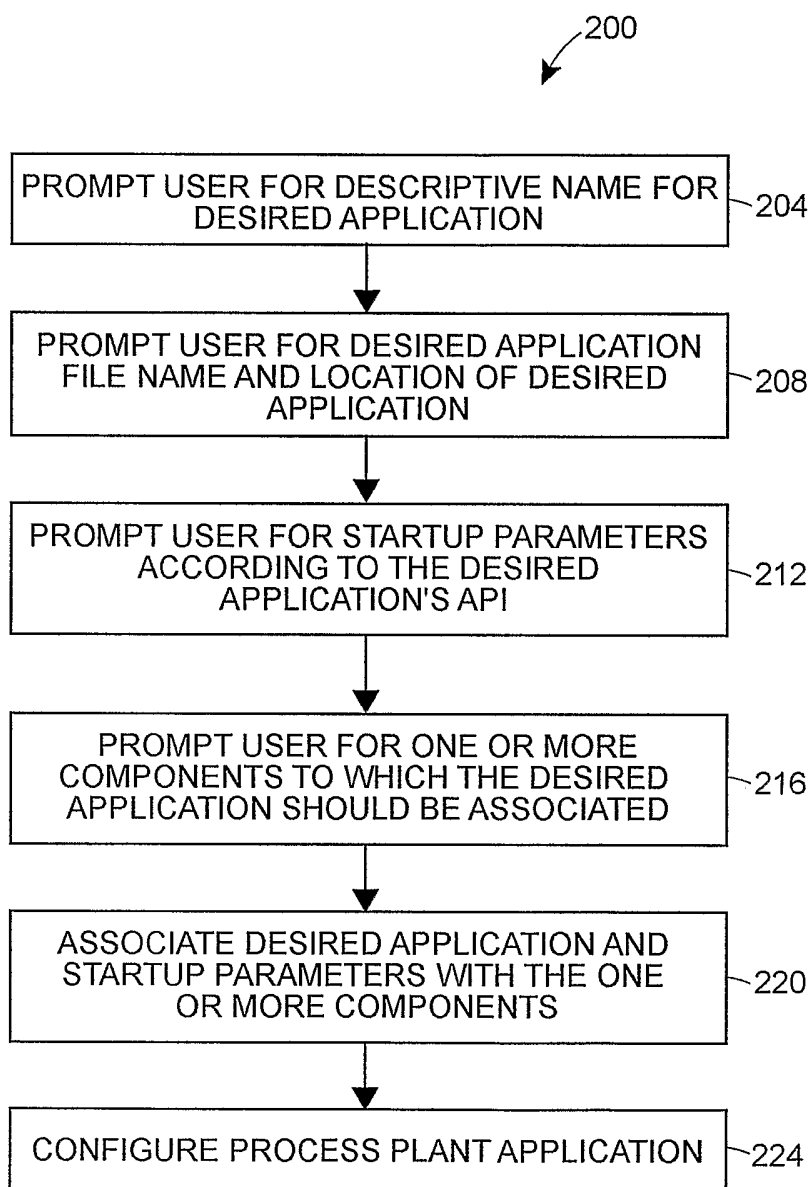 200
PROMPT USER FOR DESCRIPTIVE NAME FOR
DESIRED APPLICATION
204
PROMPT USER FOR DESIRED APPLICATION
FILE NAME AND LOCATION OF DESIRED
APPLICATION
208
PROMPT USER FOR STARTUP PARAMETERS
ACCORDING TO THE DESIRED
APPLICATION'S API
212
PROMPT USER FOR ONE OR MORE
COMPONENTS TO WHICH THE DESIRED
APPLICATION SHOULD BE ASSOCIATED
216
ASSOCIATE DESIRED APPLICATION AND
STARTUP PARAMETERS WITH THE ONE
OR MORE COMPONENTS
220
CONFIGURE PROCESS PLANT APPLICATION
224